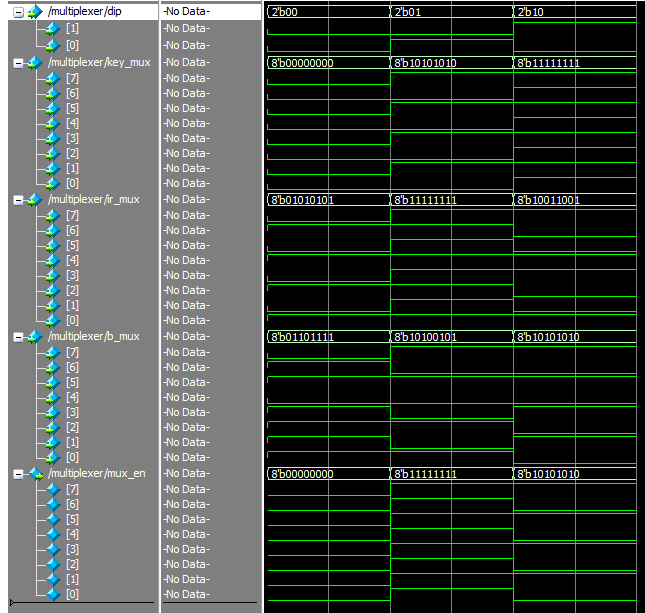 /multiplexer/dip -No Data- 2'b00 2'b01 2'b10
[1] -No Data-
[0] -No Data-
/multiplexer/key_mux -No Data- 8'b00000000 8'b10101010 8'b11111111
[7] -No Data-
[6] -No Data-
[5] -No Data-
[4] -No Data-
[3] -No Data-
[2] -No Data-
[1] -No Data-
[0] -No Data-
/multiplexer/ir_mux -No Data- 8'b01010101 8'b11111111 8'b10011001
[7] -No Data-
[6] -No Data-
[5] -No Data-
[4] -No Data-
[3] -No Data-
[2] -No Data-
[1] -No Data-
[0] -No Data-
/multiplexer/b_mux -No Data- 8'b01101111 8'b10100101 8'b10101010
[7] -No Data-
[6] -No Data-
[5] -No Data-
[4] -No Data-
[3] -No Data-
[2] -No Data-
[1] -No Data-
[0] -No Data-
/multiplexer/mux_en -No Data- 8'b00000000 8'b11111111 8'b10101010
[7] -No Data-
[6] -No Data-
[5] -No Data-
[4] -No Data-
[3] -No Data-
[2] -No Data-
[1] -No Data-
[0] -No Data-